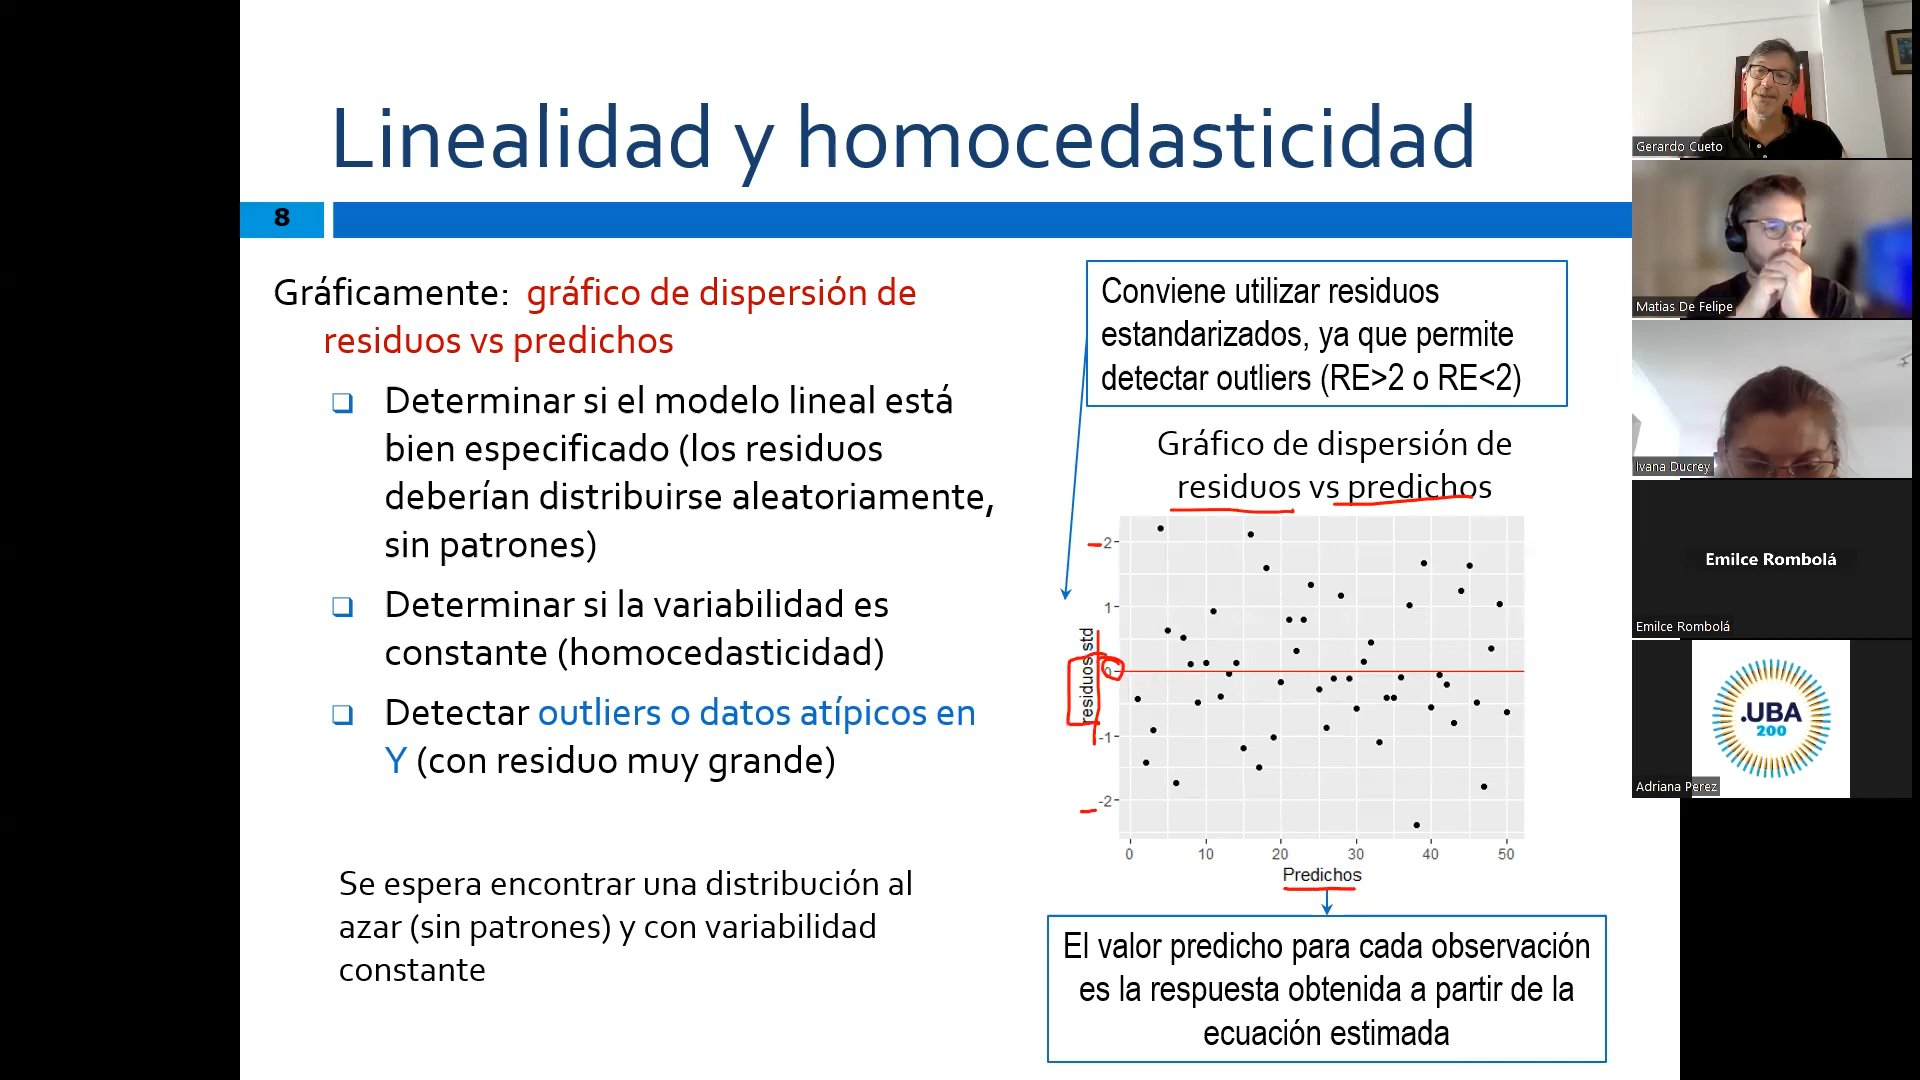 Linealidad y homocedasticidad
8
Gráficamente: gráfico de dispersión de
residuos vs predichos
Determinar si el modelo lineal está
bien especificado (los residuos
deberían distribuirse aleatoriamente,
sin patrones)
Determinar si la variabilidad es
constante (homocedasticidad)
Detectar outliers o datos atípicos en
Y (con residuo muy grande)
Se espera encontrar una distribución al
azar (sin patrones) y con variabilidad
constante
Conviene utilizar residuos
estandarizados, ya que permite
detectar outliers (RE>2 o RE<2)
Gráfico de dispersión de
residuos vs predichos
2
1
0
-1
-2
residuos std
0 10 20 30 40 50
Predichos
El valor predicho para cada observación
es la respuesta obtenida a partir de la
ecuación estimada
Gerardo Cueto
Matias De Felipe
Ivana Ducrey
Emilce Rombolá
Emilce Rombolá
.UBA
200
Adriana Perez